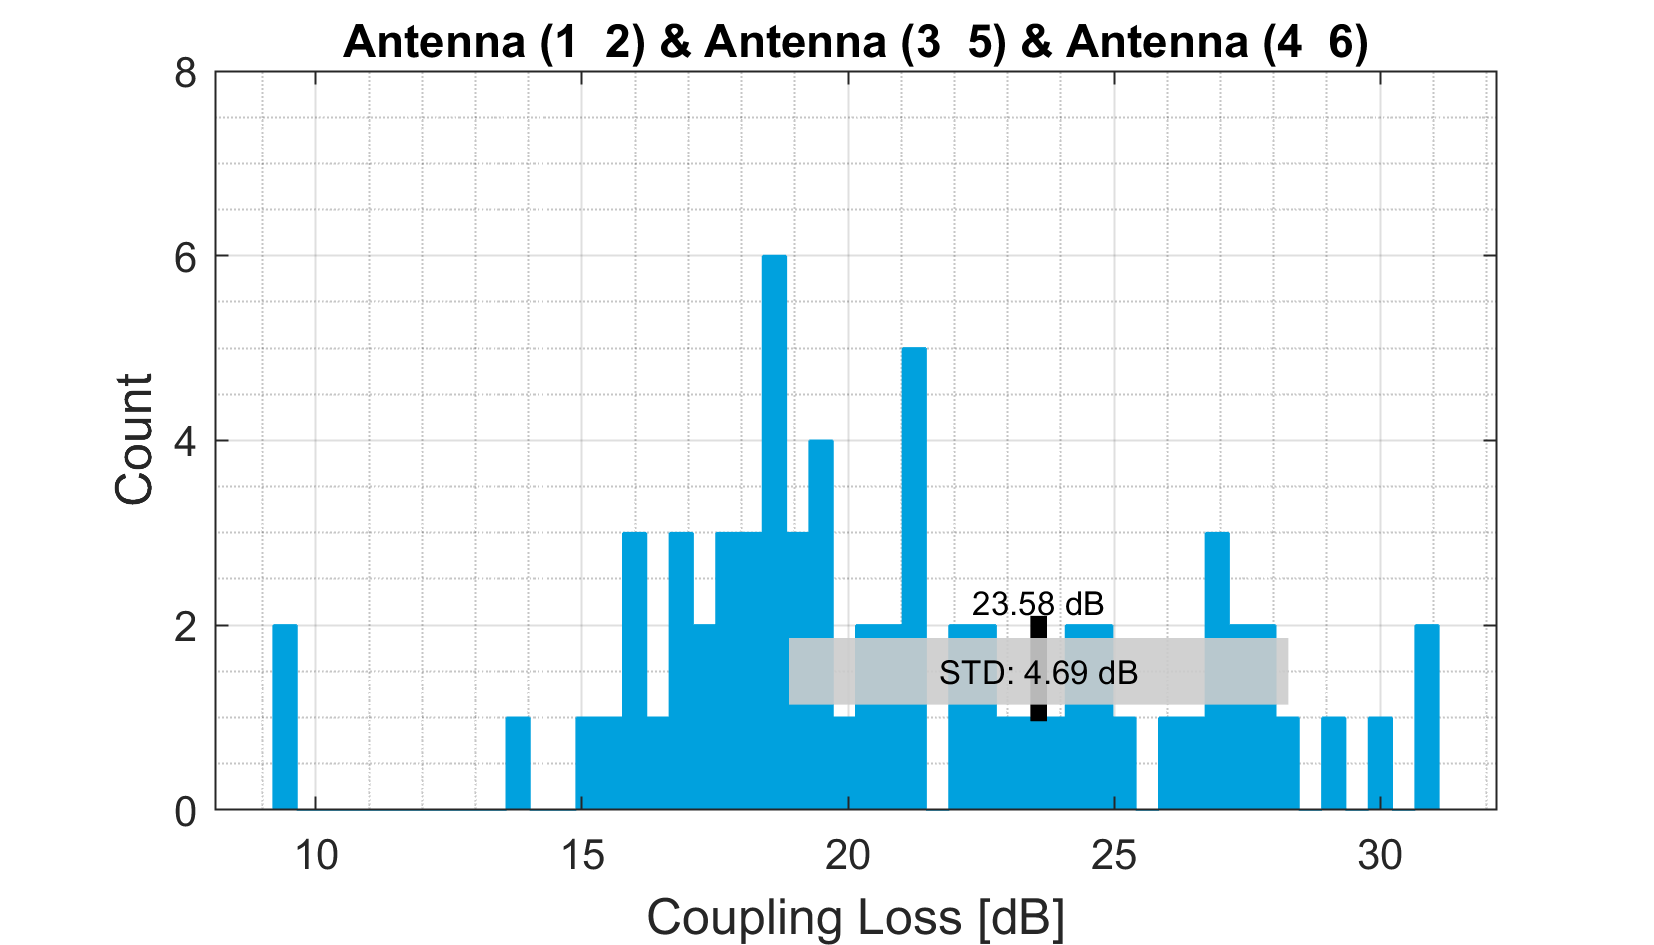 Antenna (1  2) & Antenna (3  5) & Antenna (4  6)
8
6
4
2
0
Count
23.58 dB
STD: 4.69 dB
10 15 20 25 30
Coupling Loss [dB]